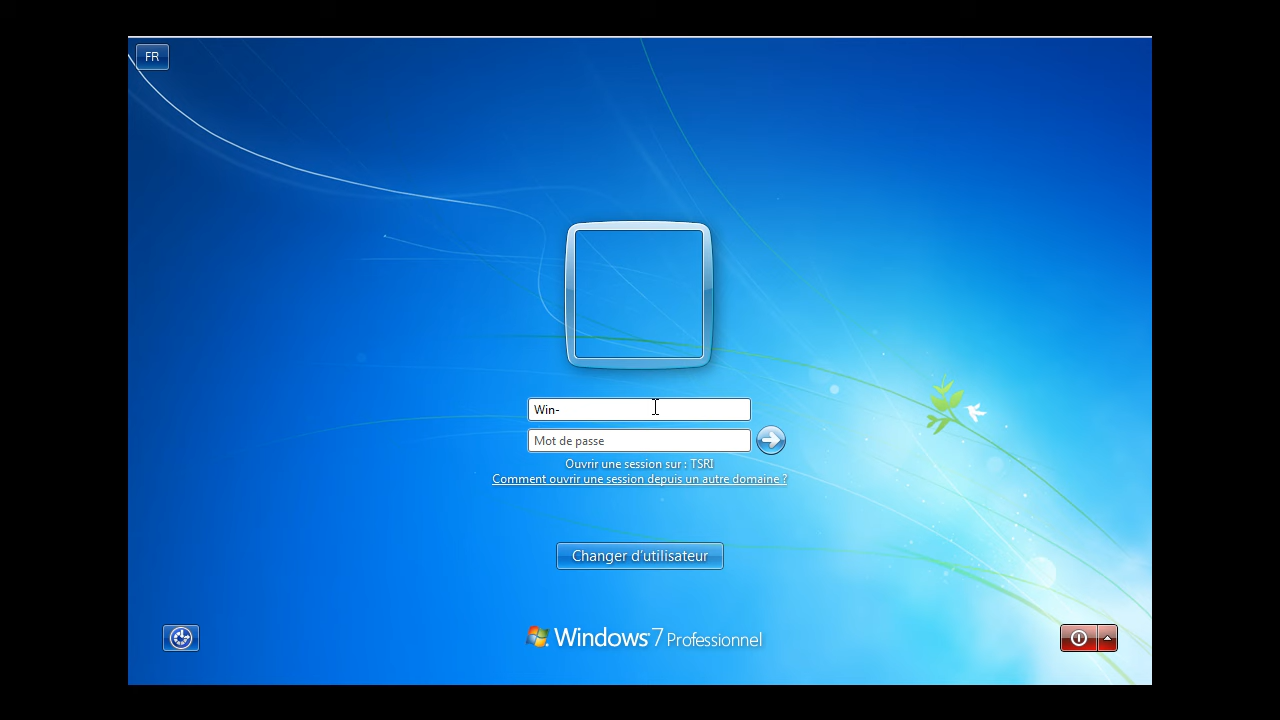 FR
Win-
Mot de passe
Ouvrir une session sur : TSRI
Comment ouvrir une session depuis un autre domaine ?
Changer d'utilisateur
Windows 7 Professionnel